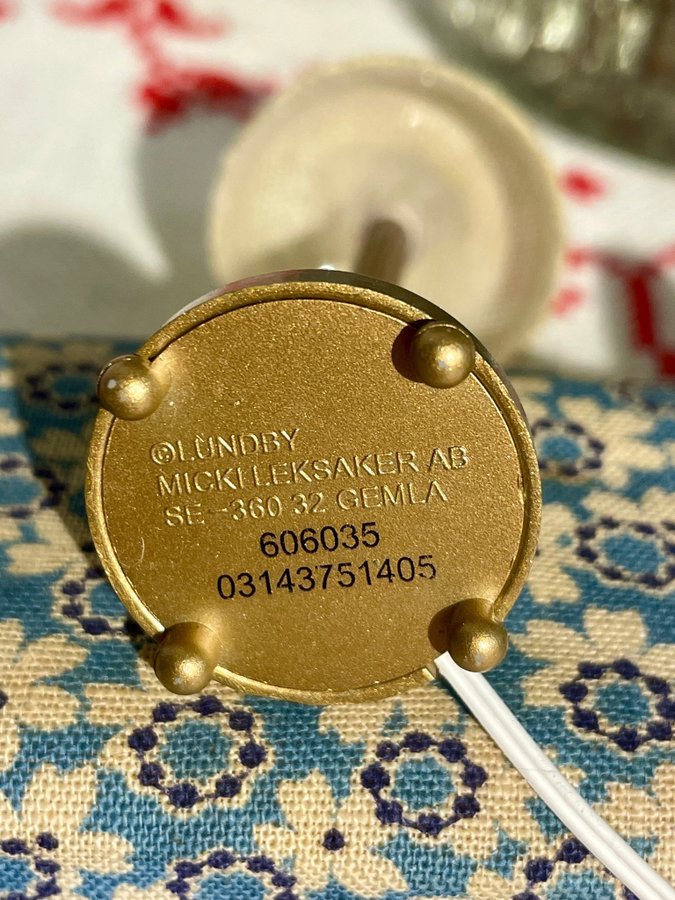 ©LUNDBY
MICKI LEKSAKER AB
SE-360 32 GEMLA
606035
03143751405